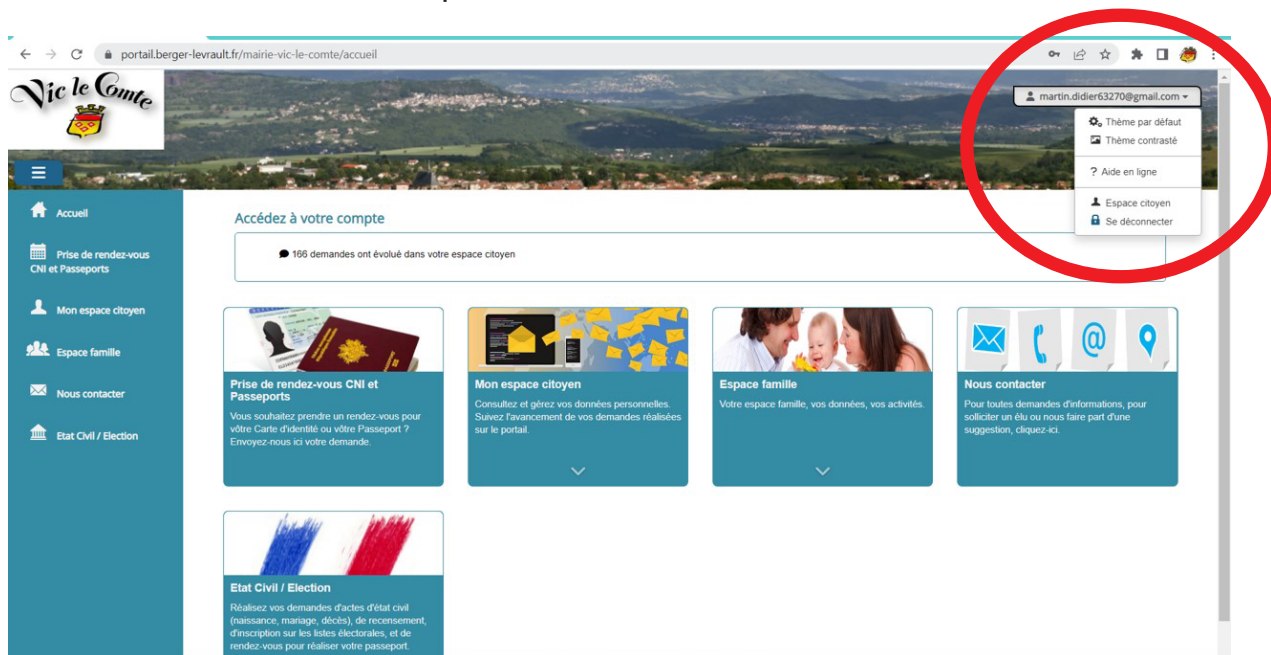 portail.berger-levrault.fr/mairie-vic-le-comte/accueil
Vic le Comte
martin.didier63270@gmail.com
Thème par défaut
Thème contrasté
? Aide en ligne
Espace citoyen
Se déconnecter
Accueil
Prise de rendez-vous
CNI et Passeports
Mon espace citoyen
Espace famille
Nous contacter
Etat Civil / Election
Accédez à votre compte
166 demandes ont évolué dans votre espace citoyen
Prise de rendez-vous CNI et
Passeports
Vous souhaitez prendre un rendez-vous pour
vôtre Carte d'identité ou vôtre Passeport ?
Envoyez-nous ici votre demande.
Mon espace citoyen
Consultez et gérez vos données personnelles.
Suivez l'avancement de vos demandes réalisées
sur le portail.
Espace famille
Votre espace famille, vos données, vos activités.
@
Nous contacter
Pour toutes demandes d'informations, pour
solliciter un élu ou nous faire part d'une
suggestion, cliquez-ici.
Etat Civil / Election
Réalisez vos demandes d'actes d'état civil
(naissance, mariage, décès), de recensement,
d'inscription sur les listes électorales, et de
rendez-vous pour réaliser votre passeport.